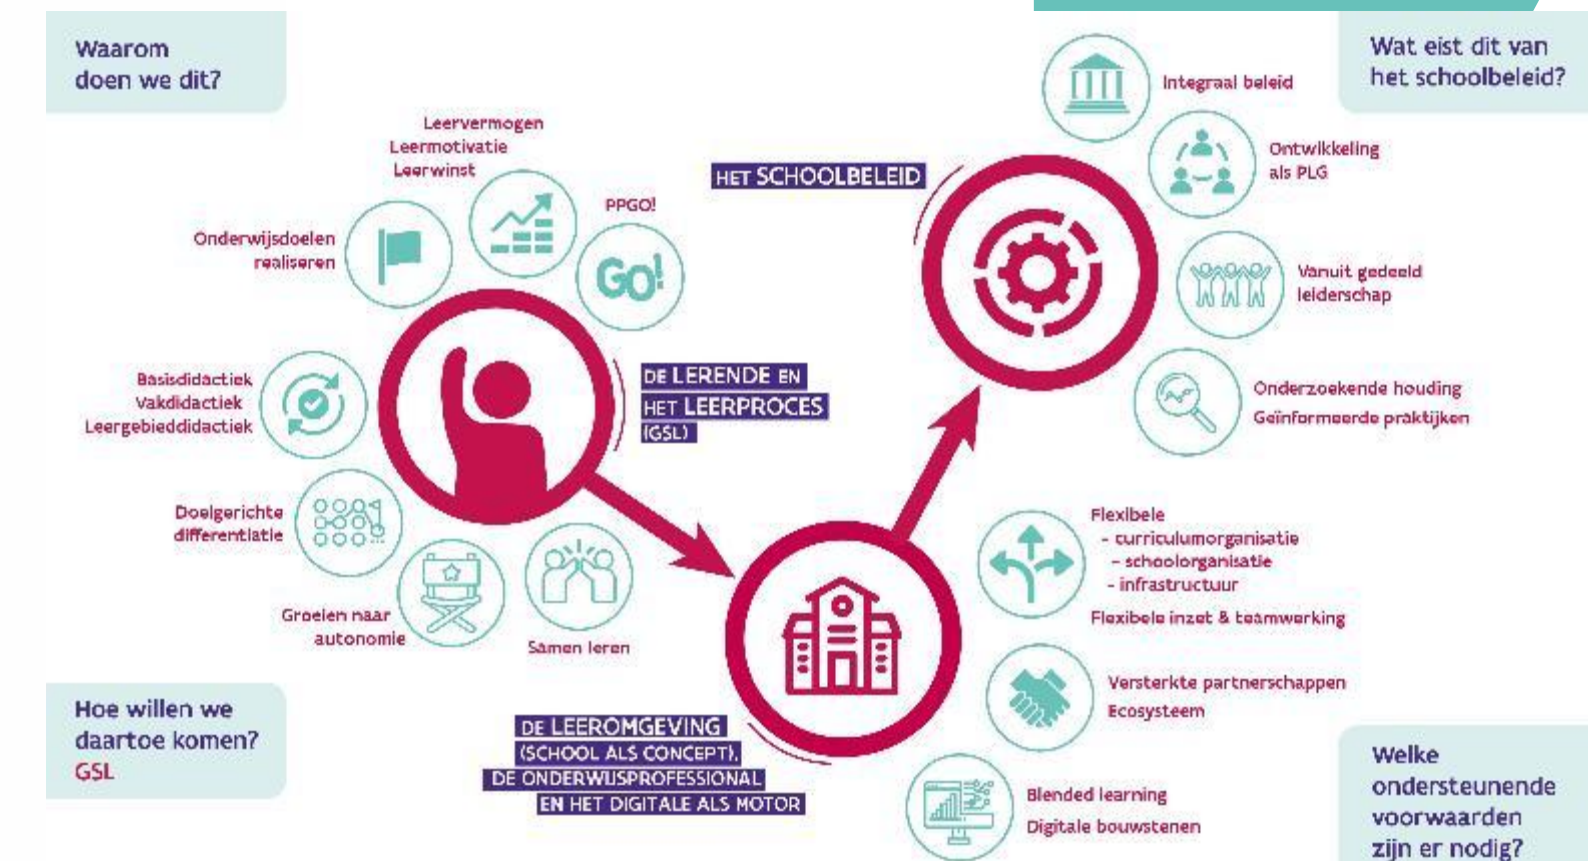 Waarom
doen we dit?
Leervermogen
Leermotivatie
Leerwinst
PPGO!
GO!
Onderwijsdoelen
realiseren
Basisdidactiek
Vakdidactiek
Leergebieddidactiek
Doelgerichte
differentiatie
Groeien naar
autonomie
Samen leren
DE LERENDE EN
HET LEERPROCES
(GSL)
Hoe willen we
daartoe komen?
GSL
HET SCHOOLBELEID
Wat eist dit van
het schoolbeleid?
Integraal beleid
Ontwikkeling
als PLG
Vanuit gedeeld
leiderschap
Onderzoekende houding
Geïnformeerde praktijken
Flexibele
- curriculumorganisatie
- schoolorganisatie
- infrastructuur
Flexibele inzet & teamwerking
Versterkte partnerschappen
Ecosysteem
Blended learning
Digitale bouwstenen
DE LEEROMGEVING
(SCHOOL ALS CONCEPT),
DE ONDERWIJSPROFESSIONAL
EN HET DIGITALE ALS MOTOR
Welke
ondersteunende
voorwaarden
zijn er nodig?